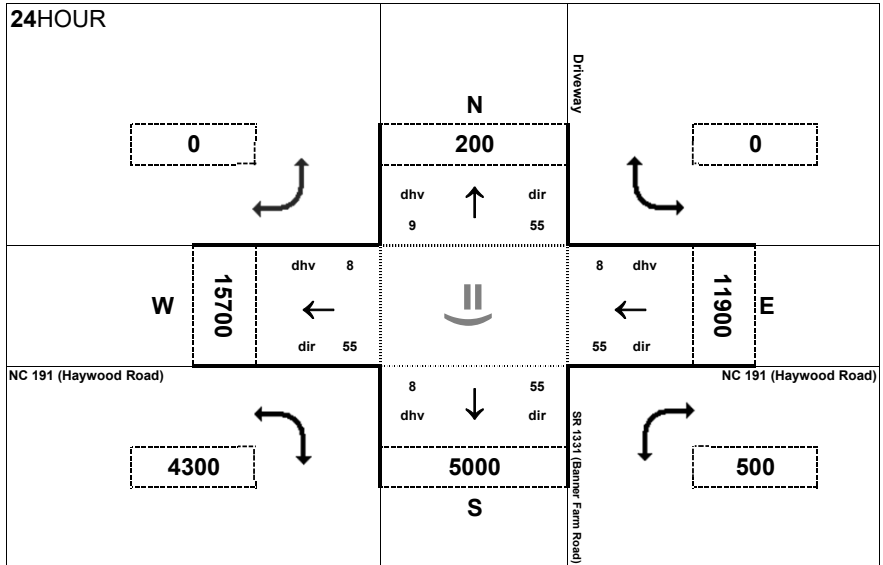 24HOUR
Driveway
N
0
200
0
dhv
dir
9
55
dhv 8
8 dhv
W
15700
11900
E
dir 55
55 dir
NC 191 (Haywood Road)
NC 191 (Haywood Road)
8
55
dhv
dir
SR 1331 (Banner Farm Road)
4300
5000
500
S